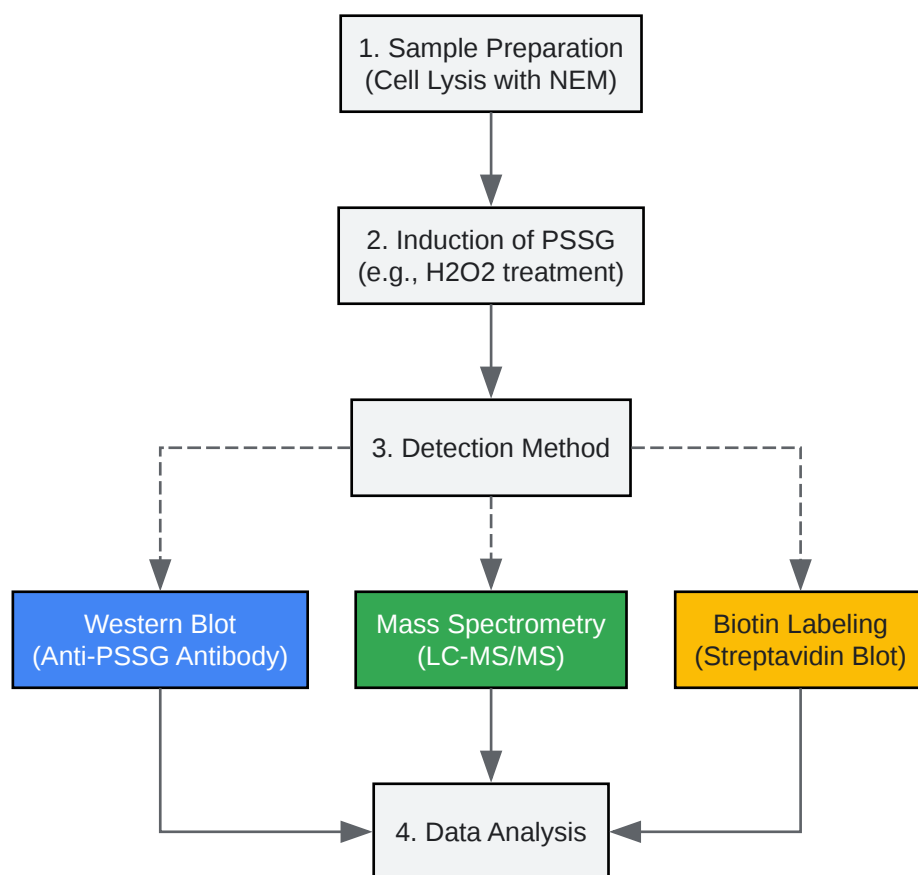 1. Sample Preparation
(Cell Lysis with NEM)
2. Induction of PSSG
(e.g., H2O2 treatment)
3. Detection Method
Western Blot
(Anti-PSSG Antibody)
Mass Spectrometry
(LC-MS/MS)
Biotin Labeling
(Streptavidin Blot)
4. Data Analysis